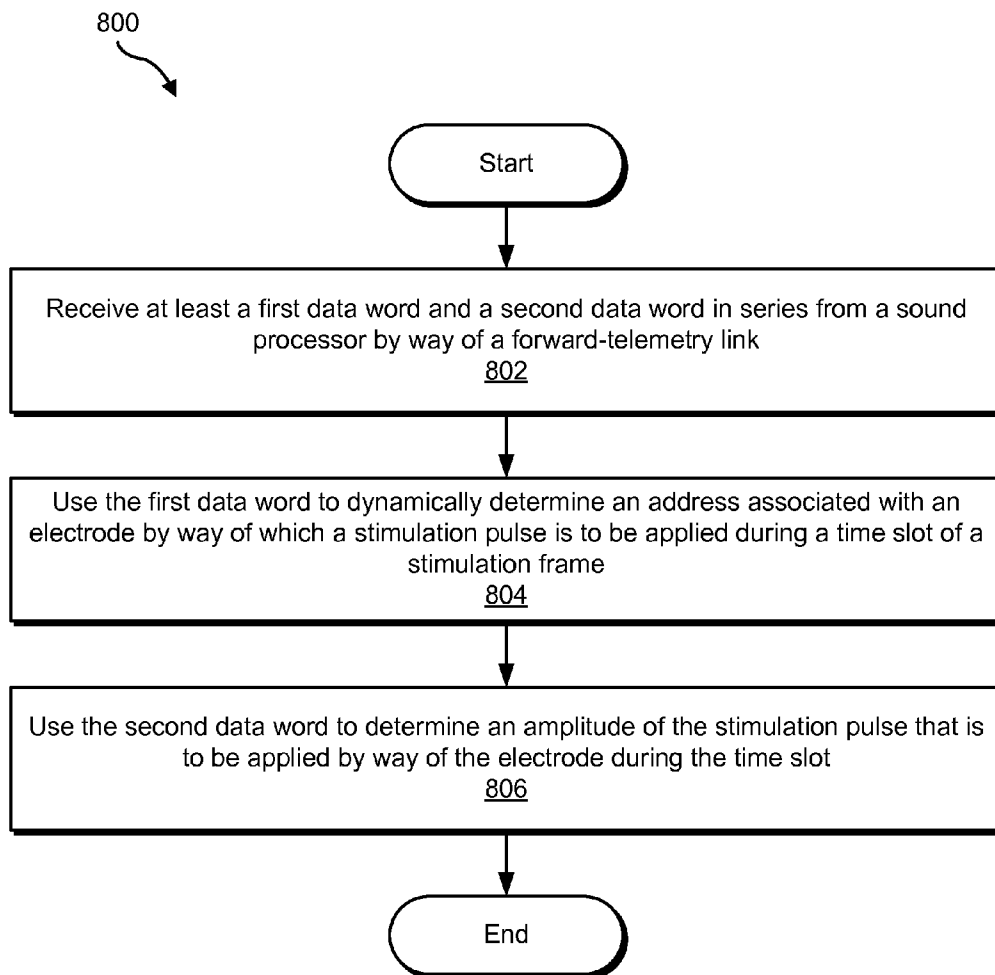 800
Start
Receive at least a first data word and a second data word in series from a sound
processor by way of a forward-telemetry link
802
Use the first data word to dynamically determine an address associated with an
electrode by way of which a stimulation pulse is to be applied during a time slot of a
stimulation frame
804
Use the second data word to determine an amplitude of the stimulation pulse that is
to be applied by way of the electrode during the time slot
806
End